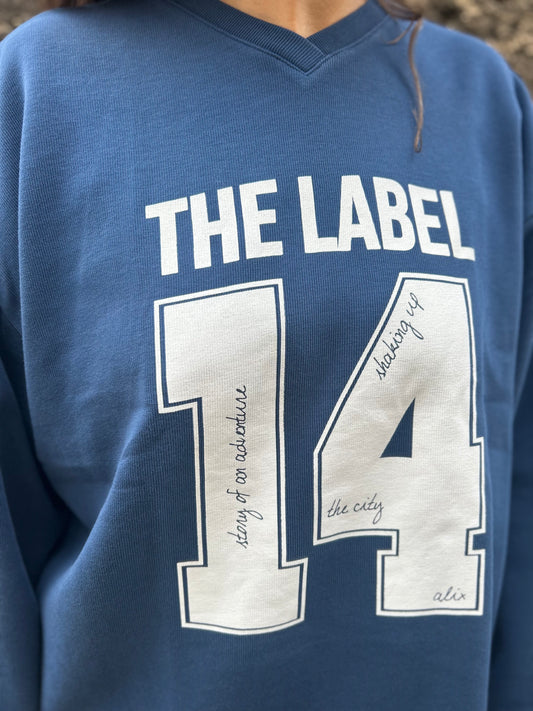 THE LABEL
14
story of an adventure
shaking up
the city
alix